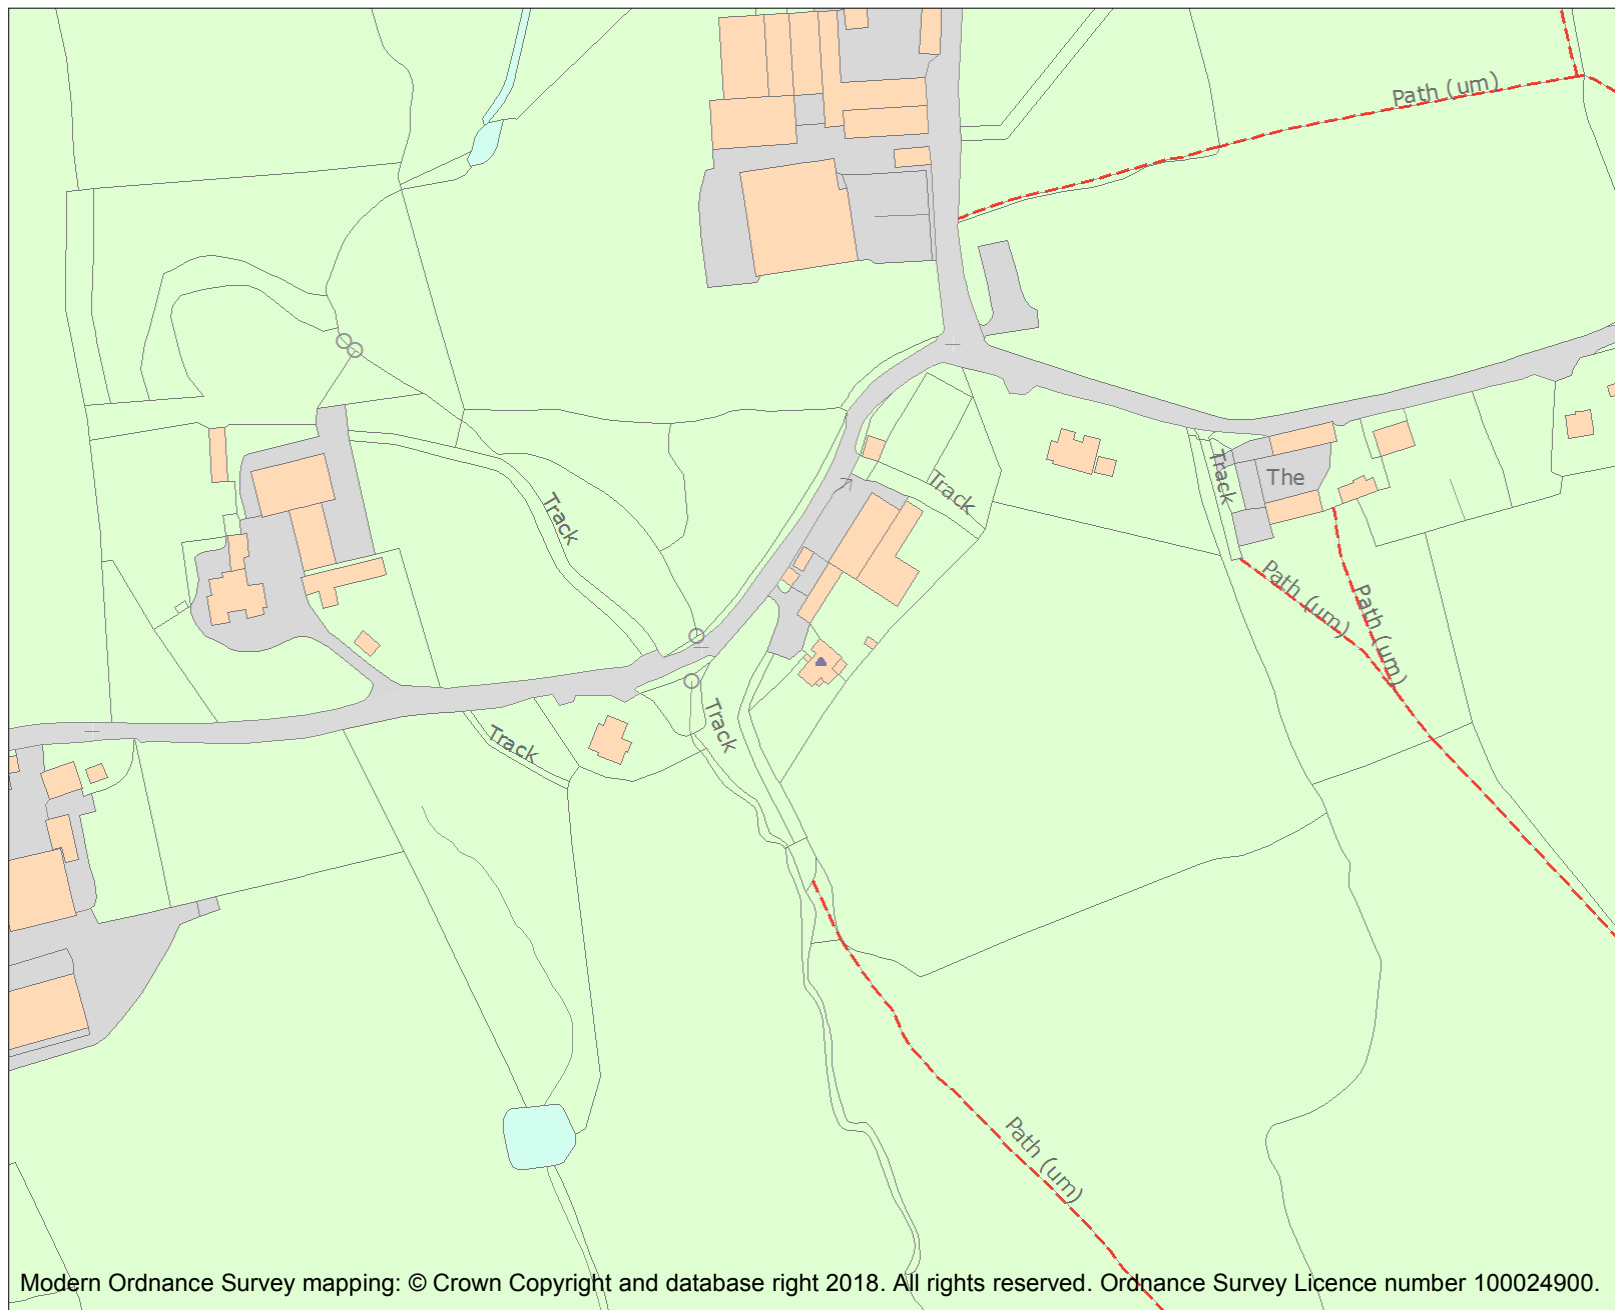 Path (um)
Track
Track
The
Track
Path (um)
Path (um)
Track
Track
Path (um)
Modern Ordnance Survey mapping: © Crown Copyright and database right 2018. All rights reserved. Ordnance Survey Licence number 100024900.